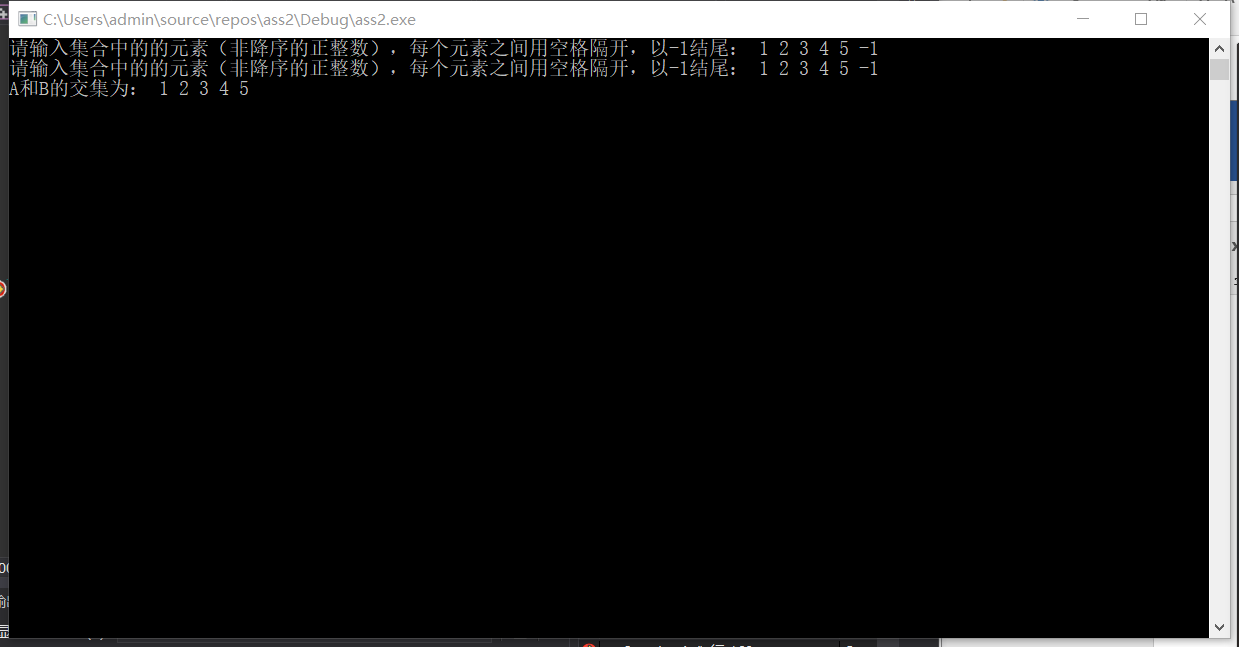 C:\Users\admin\source\repos\ass2\Debug\ass2.exe
请输入集合中的的元素（非降序的正整数），每个元素之间用空格隔开，以-1结尾： 1 2 3 4 5 -1
请输入集合中的的元素（非降序的正整数），每个元素之间用空格隔开，以-1结尾： 1 2 3 4 5 -1
A和B的交集为： 1 2 3 4 5